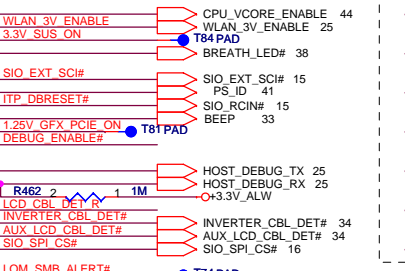 CPU_VCORE_ENABLE 44
WLAN_3V_ENABLE WLAN_3V_ENABLE 25
3.3V_SUS_ON T84 PAD
BREATH_LED# 38
SIO_EXT_SCI# SIO_EXT_SCI# 15
PS_ID 41
ITP_DBRESET# SIO_RCIN# 15
BEEP 33
1.25V_GFX_PCIE_ON T81 PAD
DEBUG_ENABLE#
HOST_DEBUG_TX 25
HOST_DEBUG_RX 25
R462 2 1 1M +3.3V_ALW
LCD_CBL_DET_R
INVERTER_CBL_DET# INVERTER_CBL_DET# 34
AUX_LCD_CBL_DET# AUX_LCD_CBL_DET# 34
SIO_SPI_CS# SIO_SPI_CS# 16
LOM_SMB_ALERT#